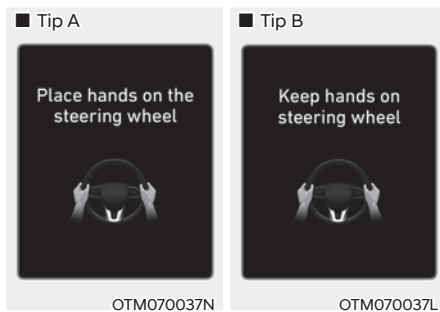 ■ Tip A
Place hands on the
steering wheel
OTM070037N
■ Tip B
Keep hands on
steering wheel
OTM070037L